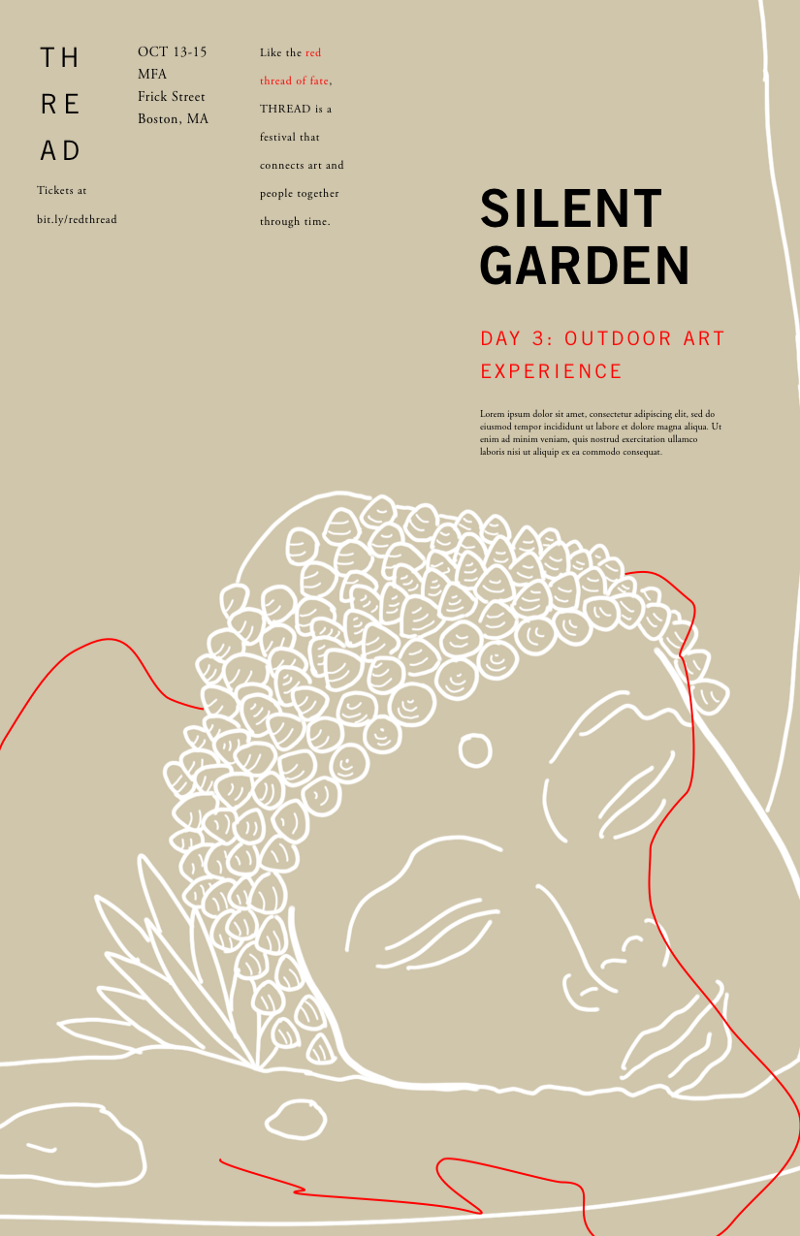 TH
RE
AD
Tickets at
bit.ly/redthread
OCT 13-15
MFA
Frick Street
Boston, MA
Like the red
thread of fate,
THREAD is a
festival that
connects art and
people together
through time.
SILENT
GARDEN
DAY 3: OUTDOOR ART
EXPERIENCE
Lorem ipsum dolor sit amet, consectetur adipiscing elit, sed do
eiusmod tempor incididunt ut labore et dolore magna aliqua. Ut
enim ad minim veniam, quis nostrud exercitation ullamco
laboris nisi ut aliquip ex ea commodo consequat.